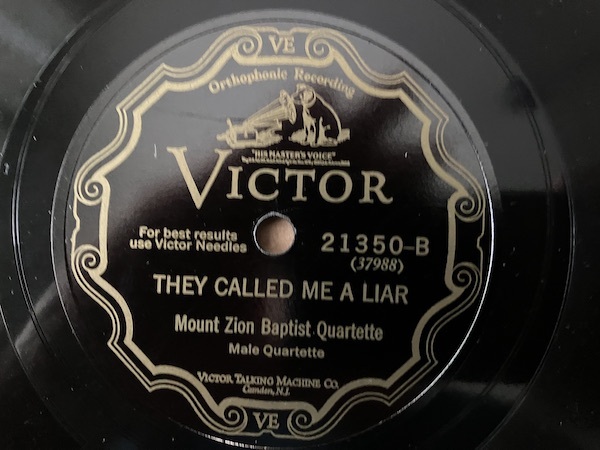 VE
Orthophonic Recording
"HIS MASTER'S VOICE"
VICTOR
For best results
use Victor Needles
21350-B
(37988)
THEY CALLED ME A LIAR
Mount Zion Baptist Quartette
Male Quartette
VICTOR TALKING MACHINE CO.
Camden, N.J.
VE